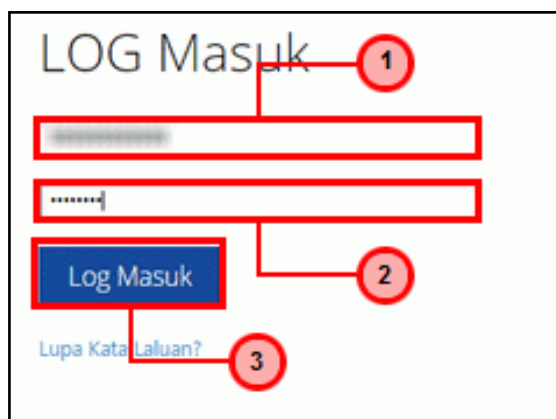 LOG Masuk
1
••••••••
2
Log Masuk
Lupa Kata Laluan?
3